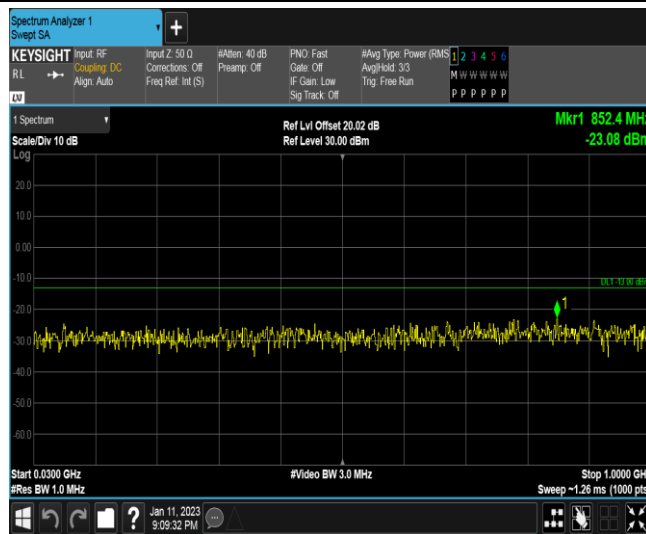 Spectrum Analyzer 1
Swept SA
+
KEYSIGHT
RL
LXI
Input: RF
Coupling: DC
Align: Auto
Input Z: 50 Ω
Corrections: Off
Freq Ref: Int (S)
#Atten: 40 dB
Preamp: Off
PNO: Fast
Gate: Off
IF Gain: Low
Sig Track: Off
#Avg Type: Power (RMS
Avg|Hold: 3/3
Trig: Free Run
1 2 3 4 5 6
M W W W W W
P P P P P P
1 Spectrum
Scale/Div 10 dB
Log
Ref Lvl Offset 20.02 dB
Ref Level 30.00 dBm
Mkr1 852.4 MHz
-23.08 dBm
20.0
10.0
0.00
-10.0
-20.0
-30.0
-40.0
-50.0
-60.0
DL1 -13.00 dBm
1
Start 0.0300 GHz
#Res BW 1.0 MHz
#Video BW 3.0 MHz
Stop 1.0000 GH
Sweep ~1.26 ms (1000 pts
?
Jan 11, 2023
9:09:32 PM